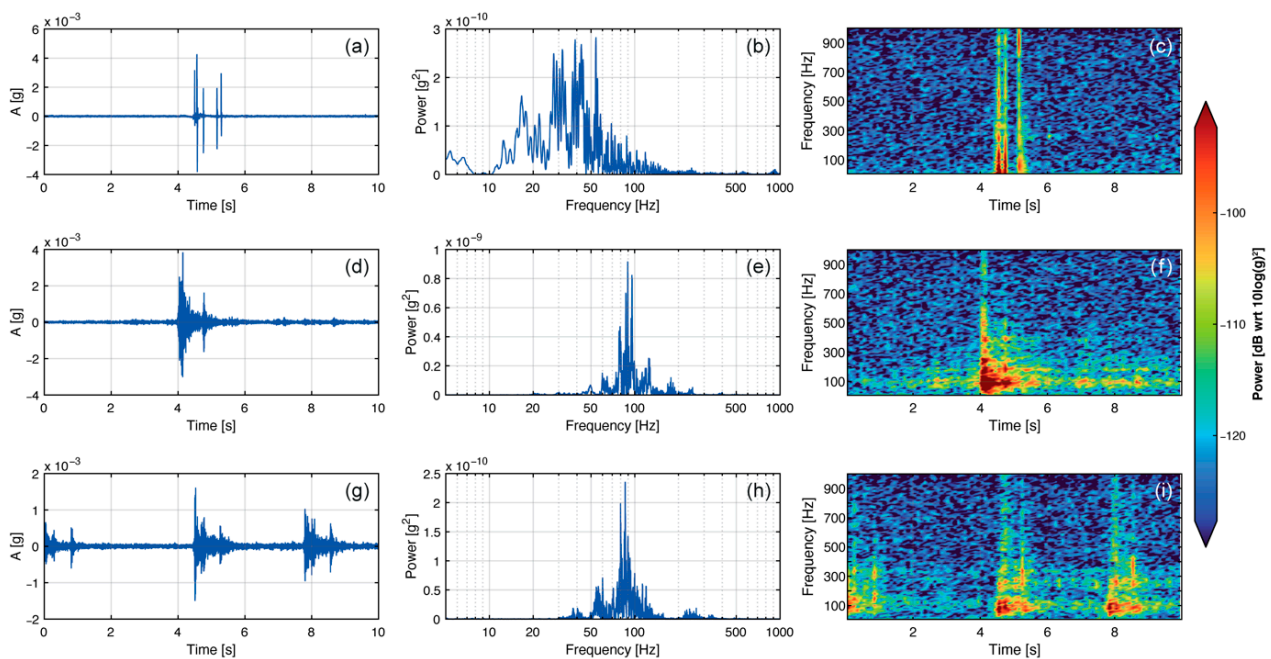 x 10⁻³
6
4
2
0
−2
−4
A [g]
0 2 4 6 8 10
Time [s]
(a)
x 10⁻¹⁰
3
2
1
0
Power [g²]
10 20 50 100 500 1000
Frequency [Hz]
(b)
900
700
500
300
100
Frequency [Hz]
2 4 6 8
Time [s]
(c)
x 10⁻³
4
2
0
−2
−4
A [g]
0 2 4 6 8 10
Time [s]
(d)
x 10⁻⁹
1
0.8
0.6
0.4
0.2
0
Power [g²]
10 20 50 100 500 1000
Frequency [Hz]
(e)
900
700
500
300
100
Frequency [Hz]
2 4 6 8
Time [s]
(f)
x 10⁻³
2
1
0
−1
−2
A [g]
0 2 4 6 8 10
Time [s]
(g)
x 10⁻¹⁰
2.5
2
1.5
1
0.5
0
Power [g²]
10 20 50 100 500 1000
Frequency [Hz]
(h)
900
700
500
300
100
Frequency [Hz]
2 4 6 8
Time [s]
(i)
−100
−110
−120
Power [dB wrt 10log(g)²]